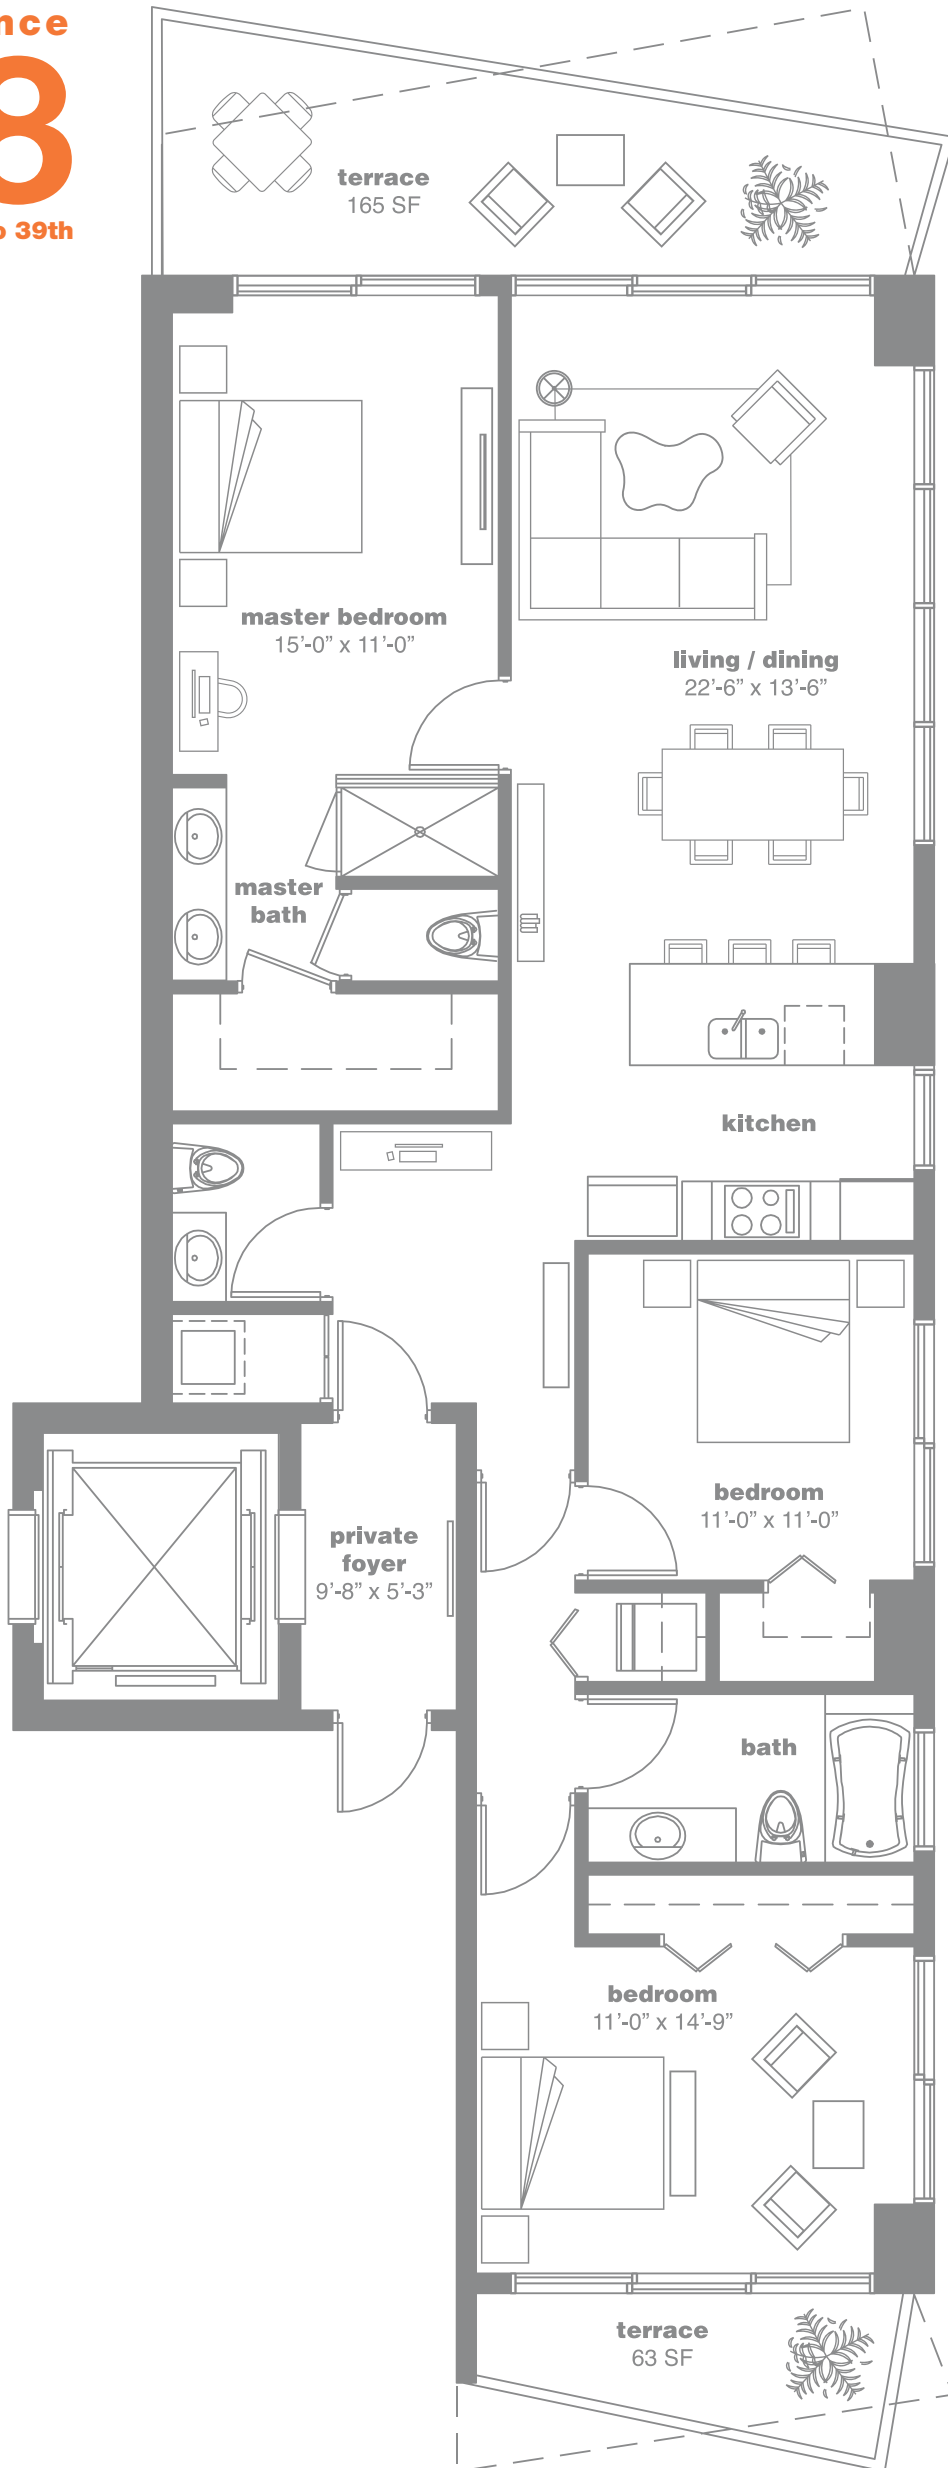 8
39th
terrace
165 SF
master bedroom
15’-0” x 11’-0”
living / dining
22’-6” x 13’-6”
master
bath
kitchen
bedroom
11’-0” x 11’-0”
private
foyer
9’-8” x 5’-3”
bath
bedroom
11’-0” x 14’-9”
terrace
63 SF